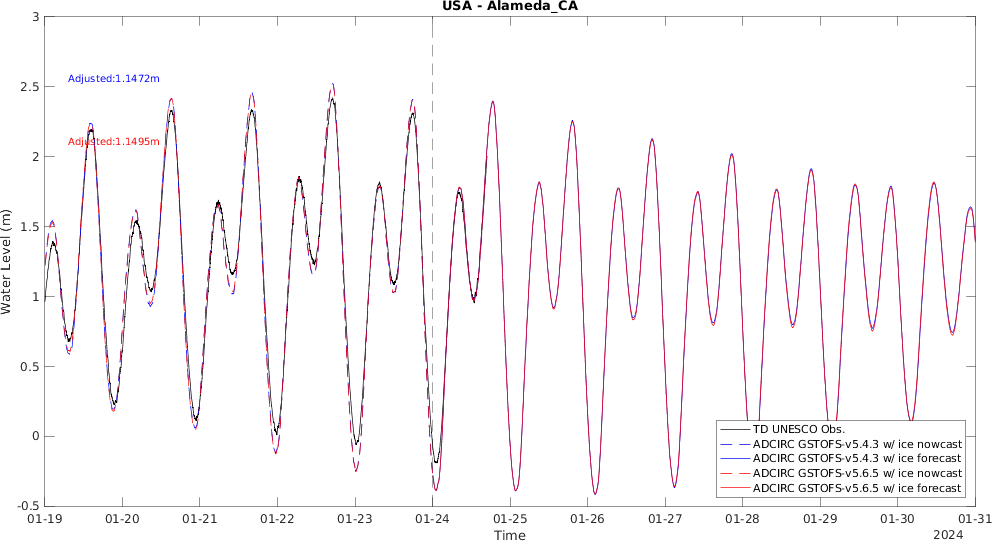 USA - Alameda_CA
3
2.5
2
1.5
1
0.5
0
-0.5
Water Level (m)
Adjusted:1.1472m
Adjusted:1.1495m
TD UNESCO Obs.
ADCIRC GSTOFS-v5.4.3 w/ ice nowcast
ADCIRC GSTOFS-v5.4.3 w/ ice forecast
ADCIRC GSTOFS-v5.6.5 w/ ice nowcast
ADCIRC GSTOFS-v5.6.5 w/ ice forecast
01-19 01-20 01-21 01-22 01-23 01-24 01-25 01-26 01-27 01-28 01-29 01-30 01-31
Time
2024